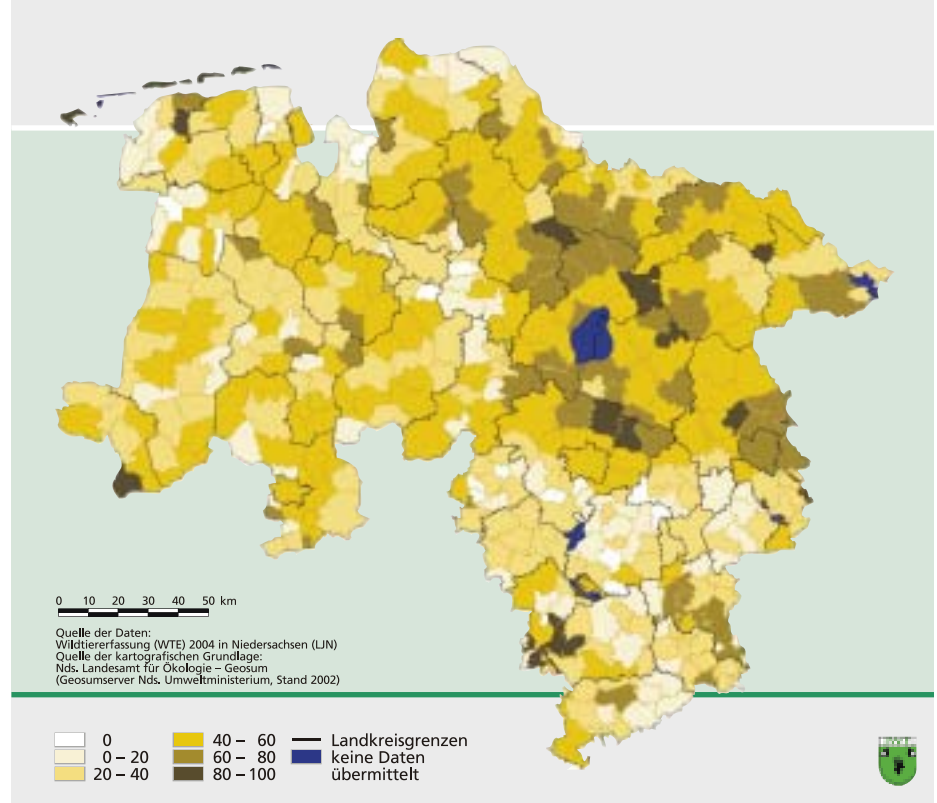 0 10 20 30 40 50 km
Quelle der Daten:
Wildtiererfassung (WTE) 2004 in Niedersachsen (LJN)
Quelle der kartografischen Grundlage:
Nds. Landesamt für Ökologie – Geosum
(Geosumserver Nds. Umweltministerium, Stand 2002)
0
0 – 20
20 – 40
40 – 60
60 – 80
80 – 100
Landkreisgrenzen
keine Daten
übermittelt